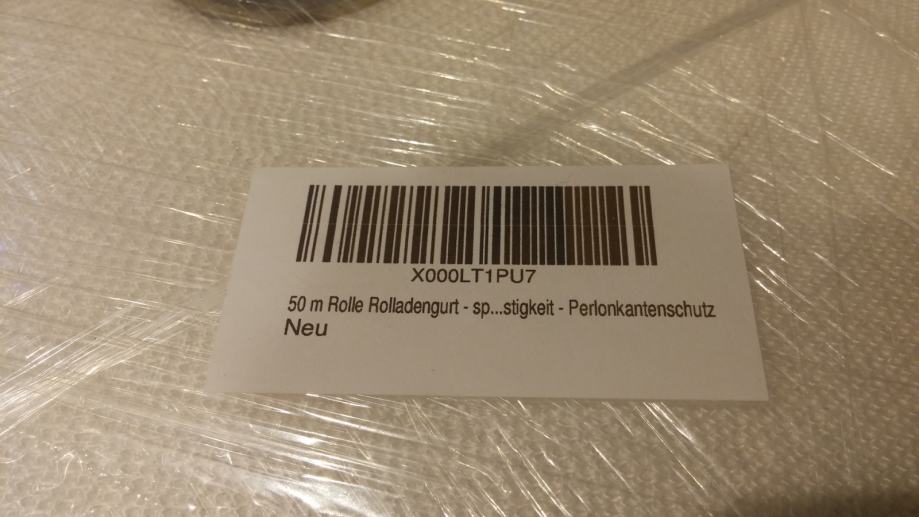 X000LT1PU7
50 m Rolle Rolladengurt - sp...stigkeit - Perlonkantenschutz
Neu